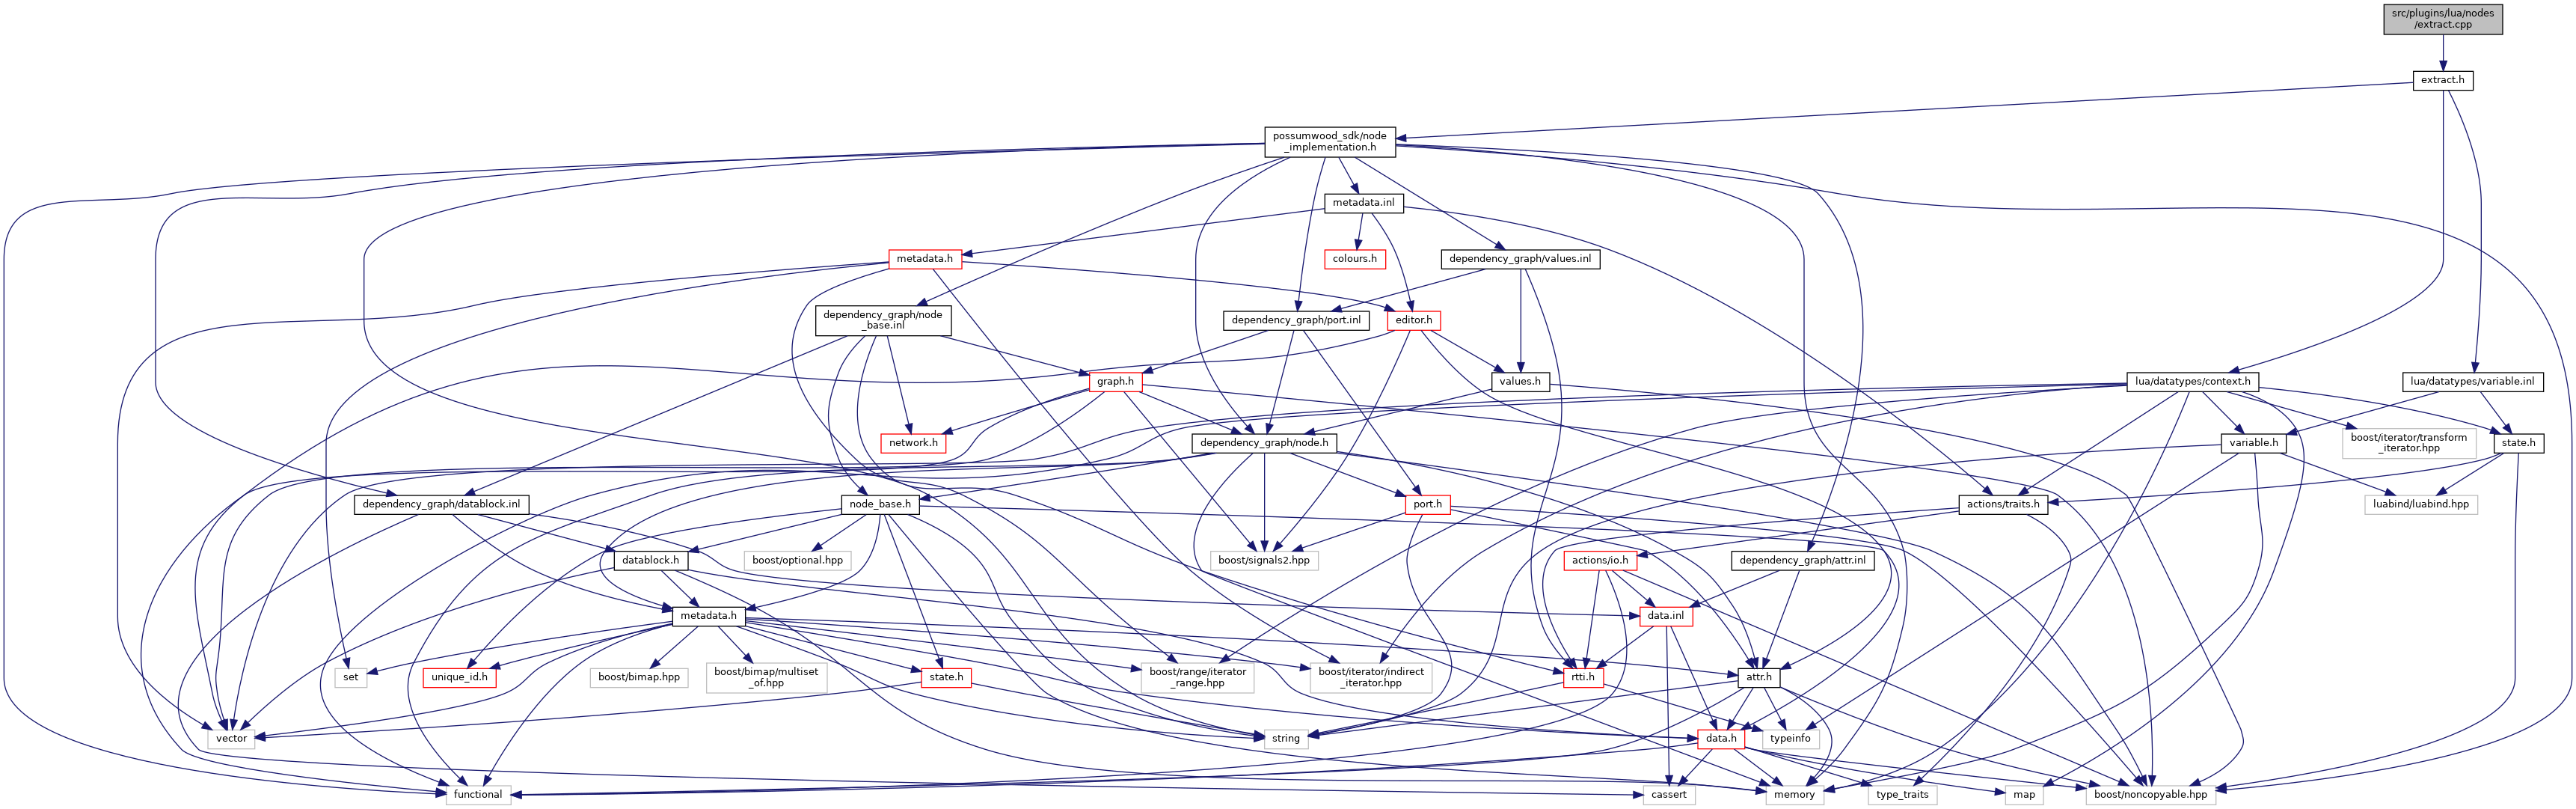 src/plugins/lua/nodes
/extract.cpp
extract.h
possumwood_sdk/node
_implementation.h
metadata.inl
metadata.h
colours.h
dependency_graph/values.inl
dependency_graph/node
_base.inl
dependency_graph/port.inl
editor.h
graph.h
values.h
lua/datatypes/context.h
lua/datatypes/variable.inl
network.h
dependency_graph/node.h
variable.h
boost/iterator/transform
_iterator.hpp
state.h
dependency_graph/datablock.inl
node_base.h
port.h
actions/traits.h
luabind/luabind.hpp
datablock.h
boost/optional.hpp
boost/signals2.hpp
actions/io.h
dependency_graph/attr.inl
metadata.h
data.inl
set
unique_id.h
boost/bimap.hpp
boost/bimap/multiset
_of.hpp
state.h
boost/range/iterator
_range.hpp
boost/iterator/indirect
_iterator.hpp
rtti.h
attr.h
vector
string
data.h
typeinfo
functional
cassert
memory
type_traits
map
boost/noncopyable.hpp